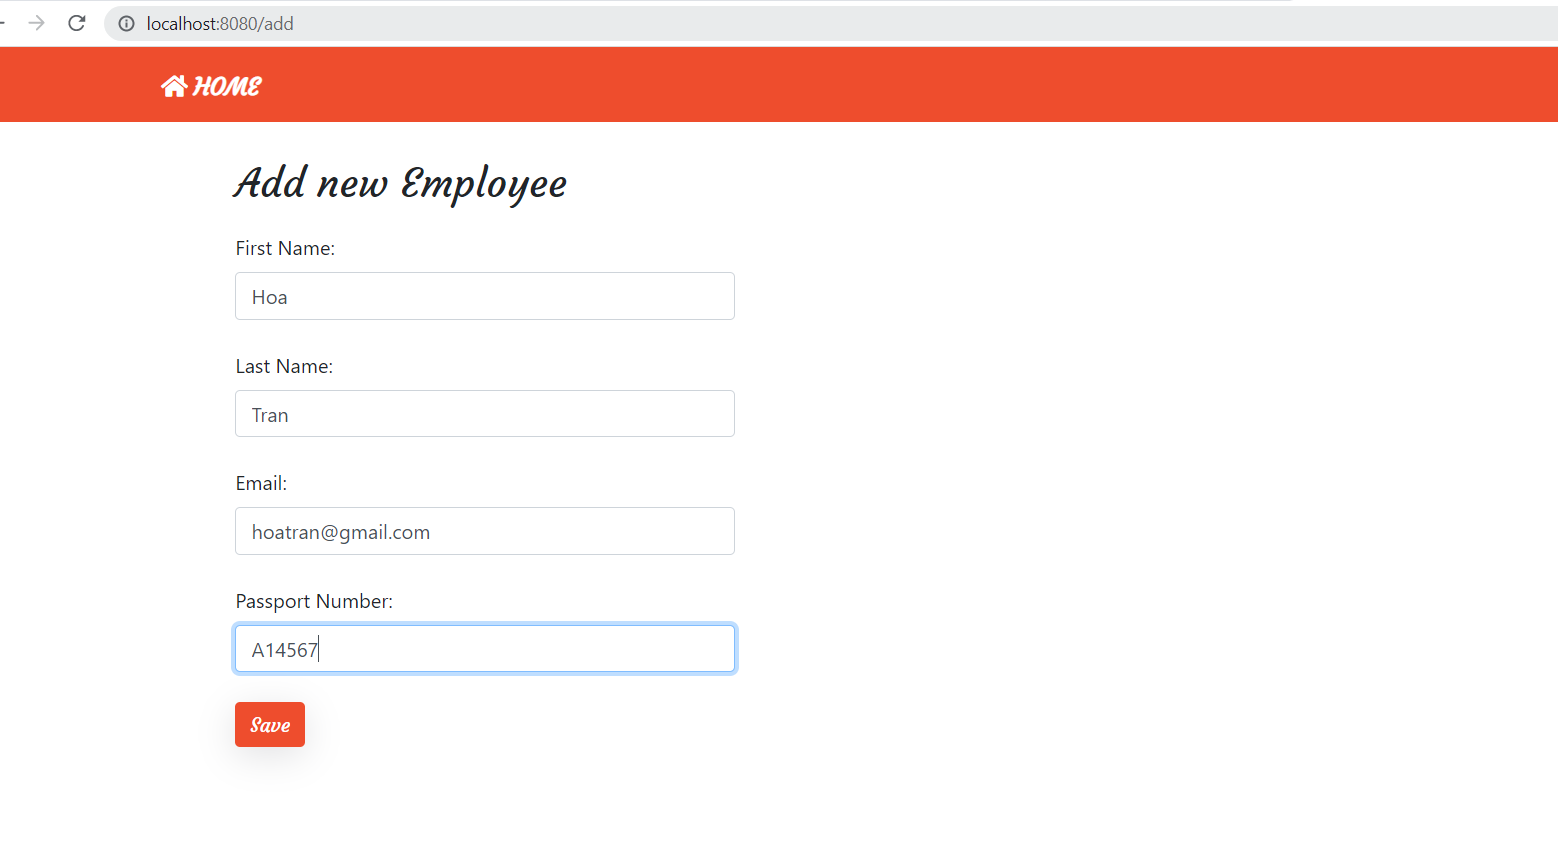 localhost:8080/add
HOME
Add new Employee
First Name:
Hoa
Last Name:
Tran
Email:
hoatran@gmail.com
Passport Number:
A14567
Save